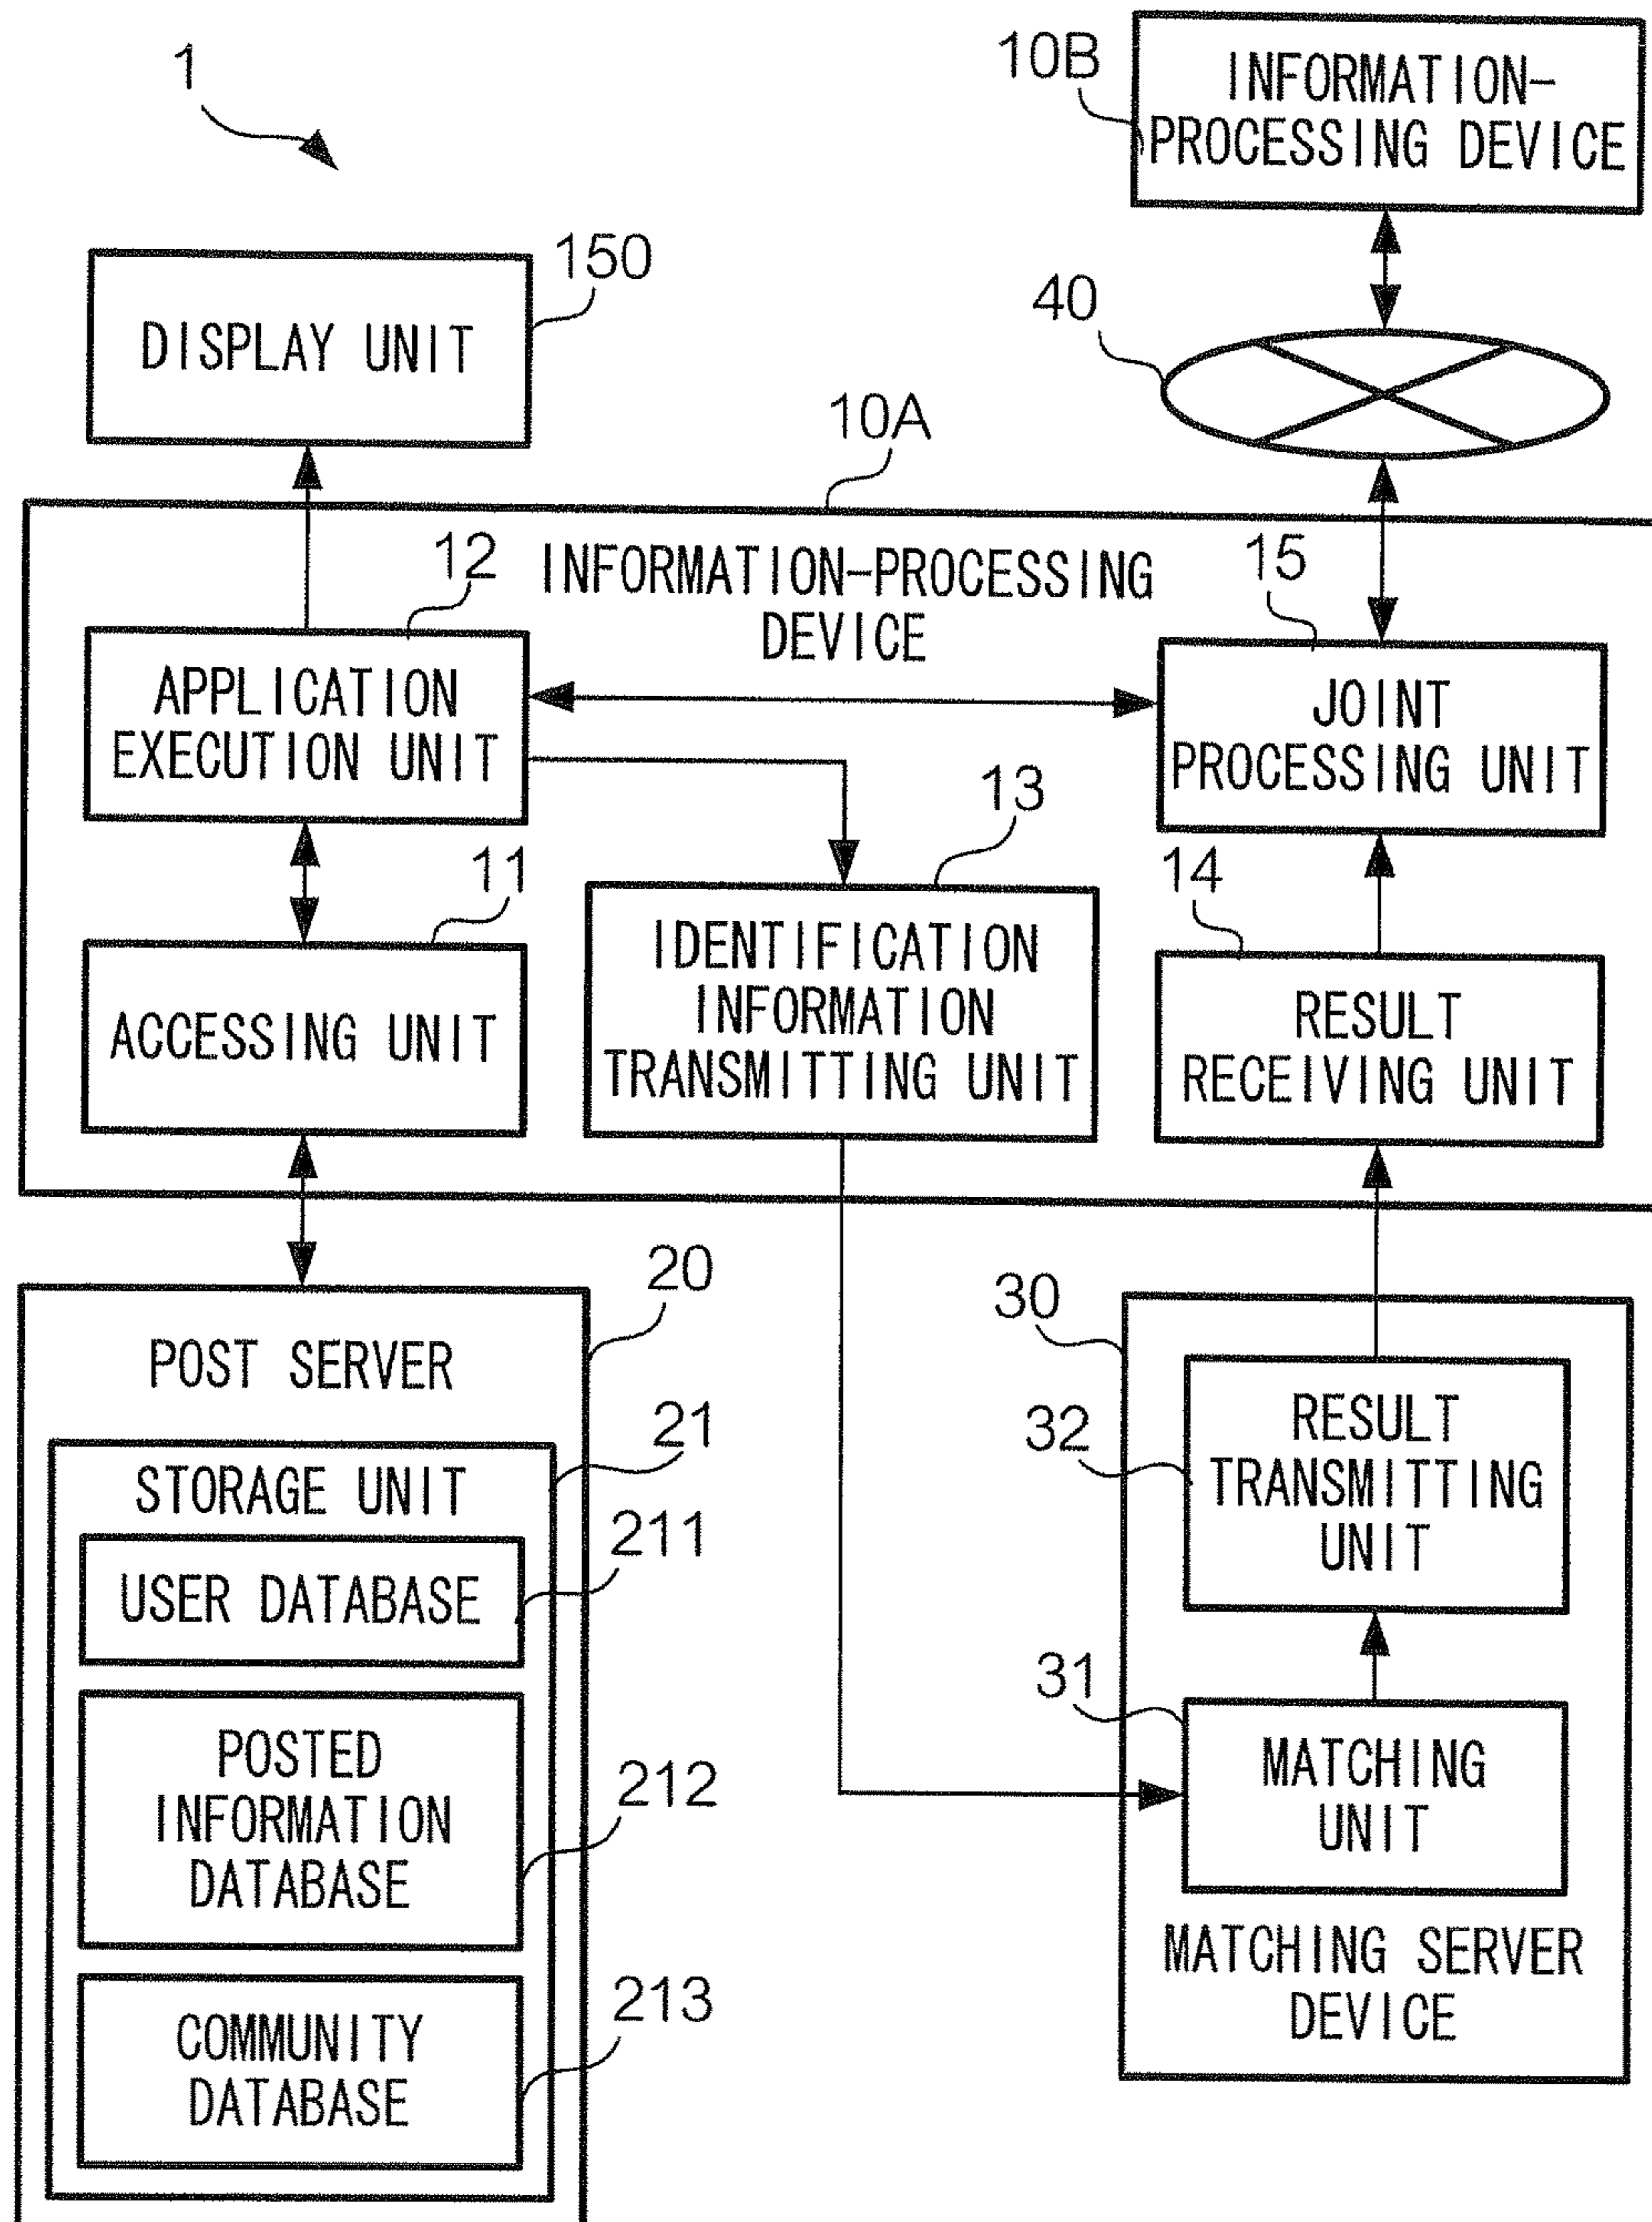 1
10B
INFORMATION-
PROCESSING DEVICE
150
DISPLAY UNIT
40
10A
12
INFORMATION-PROCESSING
DEVICE
15
APPLICATION
EXECUTION UNIT
JOINT
PROCESSING UNIT
13
11
14
ACCESSING UNIT
IDENTIFICATION
INFORMATION
TRANSMITTING UNIT
RESULT
RECEIVING UNIT
20
POST SERVER
21
STORAGE UNIT
211
USER DATABASE
POSTED
INFORMATION
DATABASE
212
COMMUNITY
DATABASE
213
30
32
RESULT
TRANSMITTING
UNIT
31
MATCHING
UNIT
MATCHING SERVER
DEVICE